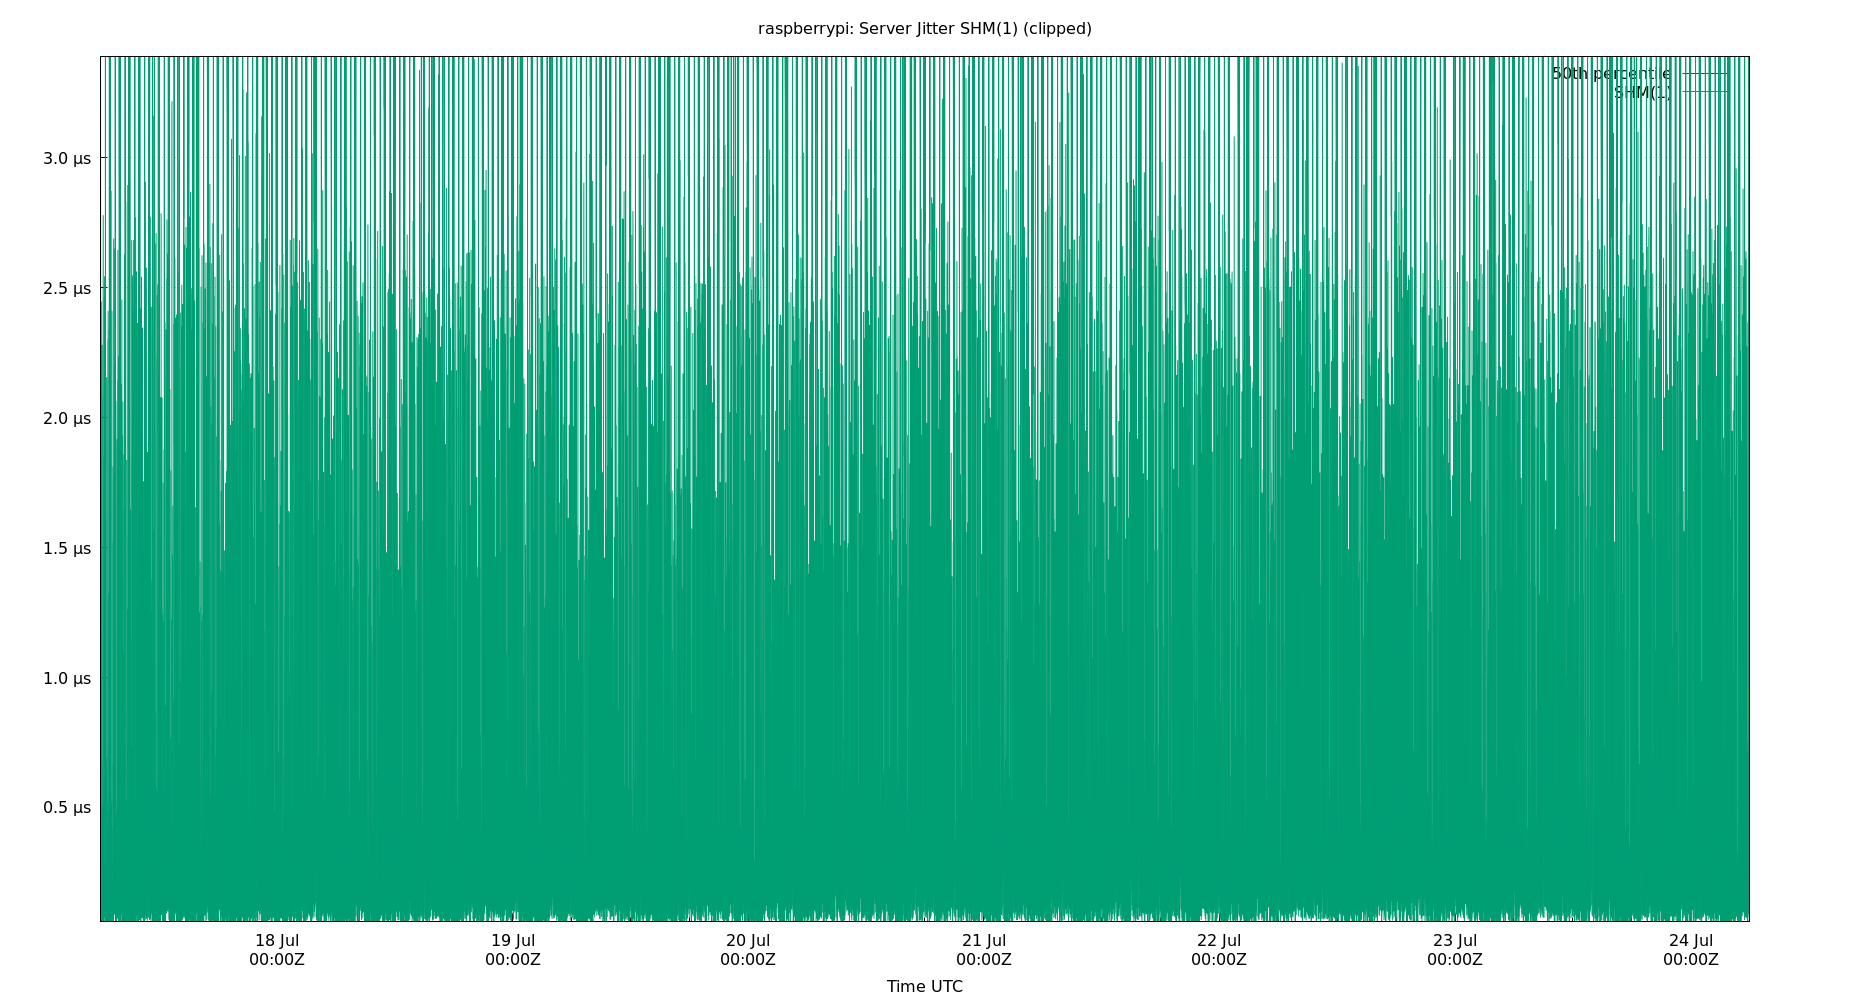 raspberrypi: Server Jitter SHM(1) (clipped)
50th percentile
SHM(1)
3.0 µs
2.5 µs
2.0 µs
1.5 µs
1.0 µs
0.5 µs
18 Jul 19 Jul 20 Jul 21 Jul 22 Jul 23 Jul 24 Jul
00:00Z 00:00Z 00:00Z 00:00Z 00:00Z 00:00Z 00:00Z
Time UTC